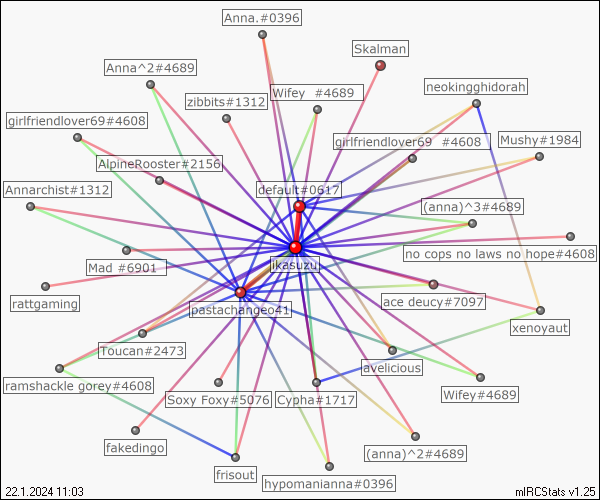 Anna.#0396
Skalman
Anna^2#4689
neokingghidorah
Wifey #4689
zibbits#1312
girlfriendlover69#4608
girlfriendlover69 #4608
Mushy#1984
AlpineRooster#2156
Annarchist#1312
default#0617
(anna)^3#4689
no cops no laws no hope#4608
Mad #6901
ikasuzu
rattgaming
ace deucy#7097
pastachange041
xenoyaut
Toucan#2473
avelicious
ramshackle gorey#4608
Soxy Foxy#5076
Cypha#1717
Wifey#4689
fakedingo
(anna)^2#4689
frisout
hypomanianna#0396
22.1.2024 11:03
mIRCStats v1.25